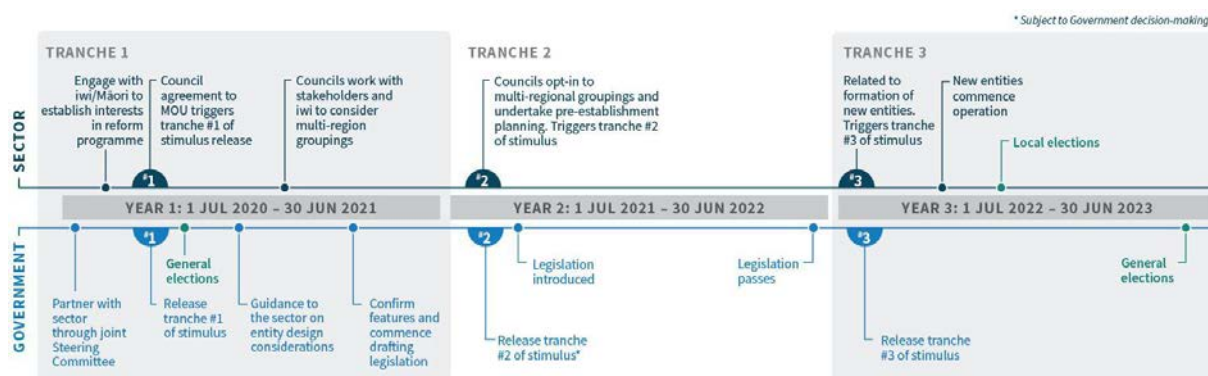 * Subject to Government decision-making
TRANCHE 1
TRANCHE 2
TRANCHE 3
SECTOR
Engage with
iwi/Māori to
establish interests
in reform
programme
Council
agreement to
MOU triggers
tranche #1 of
stimulus release
Councils work with
stakeholders and
iwi to consider
multi-region
groupings
Councils opt-in to
multi-regional groupings and
undertake pre-establishment
planning. Triggers tranche #2
of stimulus
Related to
formation of
new entities.
Triggers tranche
#3 of stimulus
New entities
commence
operation
Local elections
#1
#2
#3
YEAR 1: 1 JUL 2020 – 30 JUN 2021
YEAR 2: 1 JUL 2021 – 30 JUN 2022
YEAR 3: 1 JUL 2022 – 30 JUN 2023
GOVERNMENT
#1
#2
#3
Partner with
sector
through joint
Steering
Committee
Release
tranche #1
of stimulus
General
elections
Guidance to
the sector on
entity design
considerations
Confirm
features and
commence
drafting
legislation
Release tranche
#2 of stimulus*
Legislation
introduced
Legislation
passes
Release tranche
#3 of stimulus
General
elections